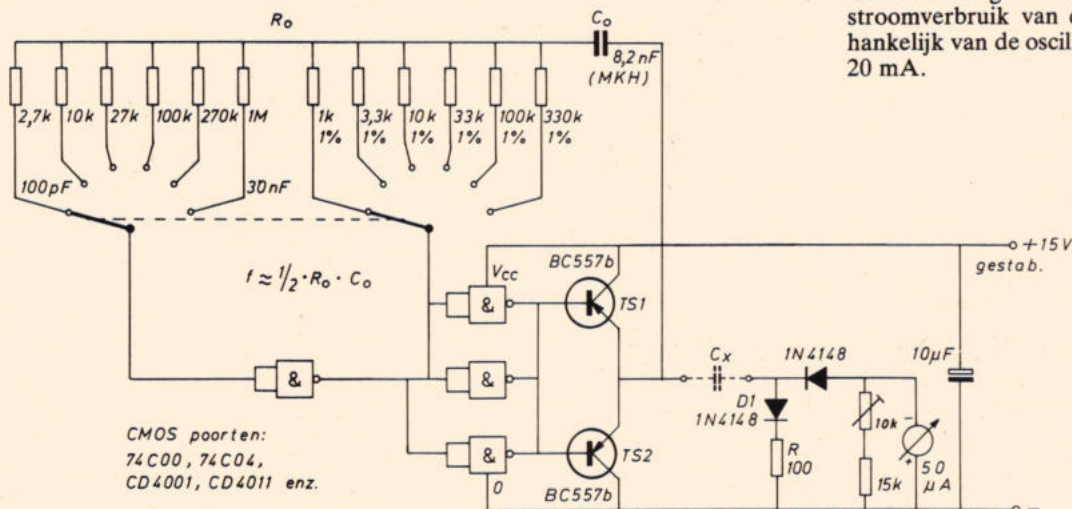 stroomverbruik van
hankelijk van de
20 mA.
Ro
Co
8,2nF
(MKH)
2,7k 10k 27k 100k 270k 1M
1k 3,3k 10k 33k 100k 330k
1% 1% 1% 1% 1% 1%
100pF 30nF
f ≈ 1/2 · Ro · Co
Vcc
BC557b
+15V
gestab.
&
TS1
&
&
Cx
1N4148
10µF
D1
1N4148
10k
-
+
R
100
15k
50
µA
&
TS2
0
BC557b
CMOS poorten:
74C00, 74C04,
CD4001, CD4011 enz.